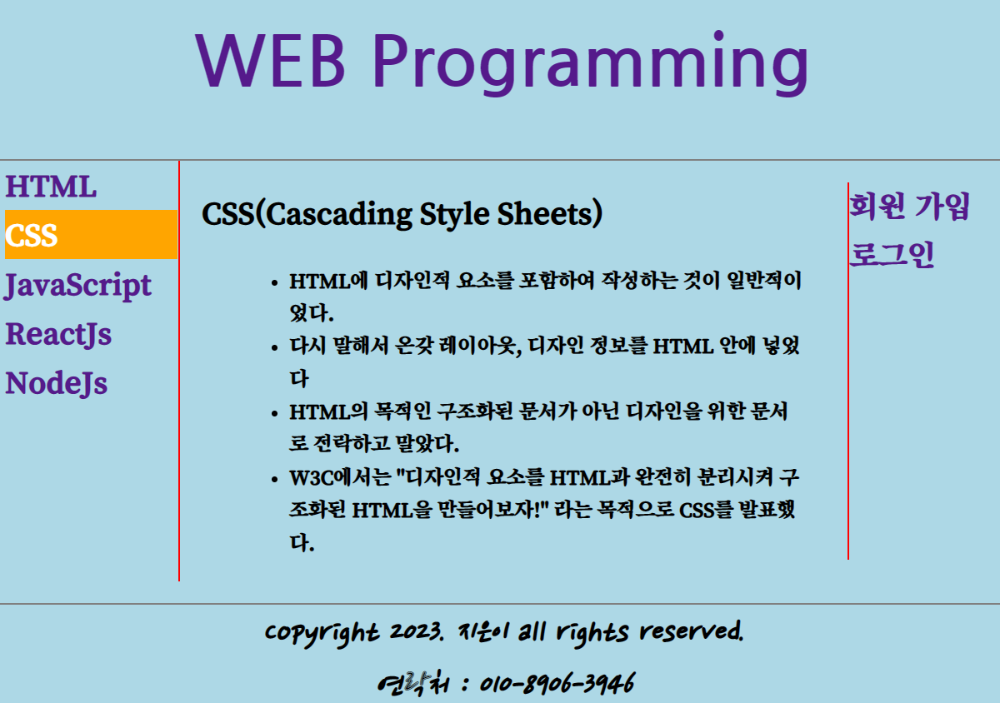 WEB Programming
HTML
CSS
JavaScript
ReactJs
NodeJs
CSS(Cascading Style Sheets)
HTML에 디자인적 요소를 포함하여 작성하는 것이 일반적이
었다.
다시 말해서 온갖 레이아웃, 디자인 정보를 HTML 안에 넣었
다
HTML의 목적인 구조화된 문서가 아닌 디자인을 위한 문서
로 전락하고 말았다.
W3C에서는 "디자인적 요소를 HTML과 완전히 분리시켜 구
조화된 HTML을 만들어보자!" 라는 목적으로 CSS를 발표했
다.
회원 가입
로그인
copyright 2023. 지은이 all rights reserved.
연락처 : 010-8906-3946